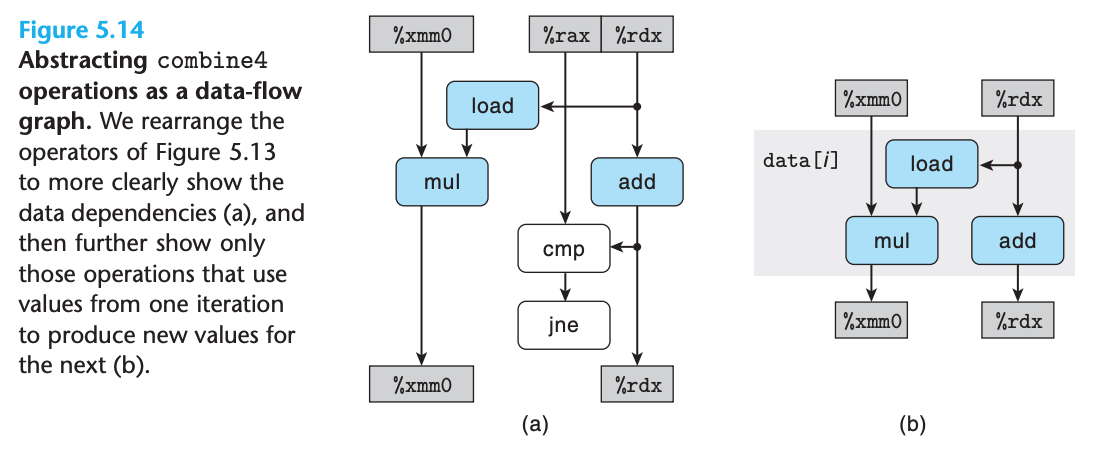 Figure 5.14
Abstracting combine4
operations as a data-flow
graph. We rearrange the
operators of Figure 5.13
to more clearly show the
data dependencies (a), and
then further show only
those operations that use
values from one iteration
to produce new values for
the next (b).
%xmm0 %rax %rdx
load
mul add
cmp
jne
%xmm0 %rdx
(a)
%xmm0 %rdx
data[i] load
mul add
%xmm0 %rdx
(b)